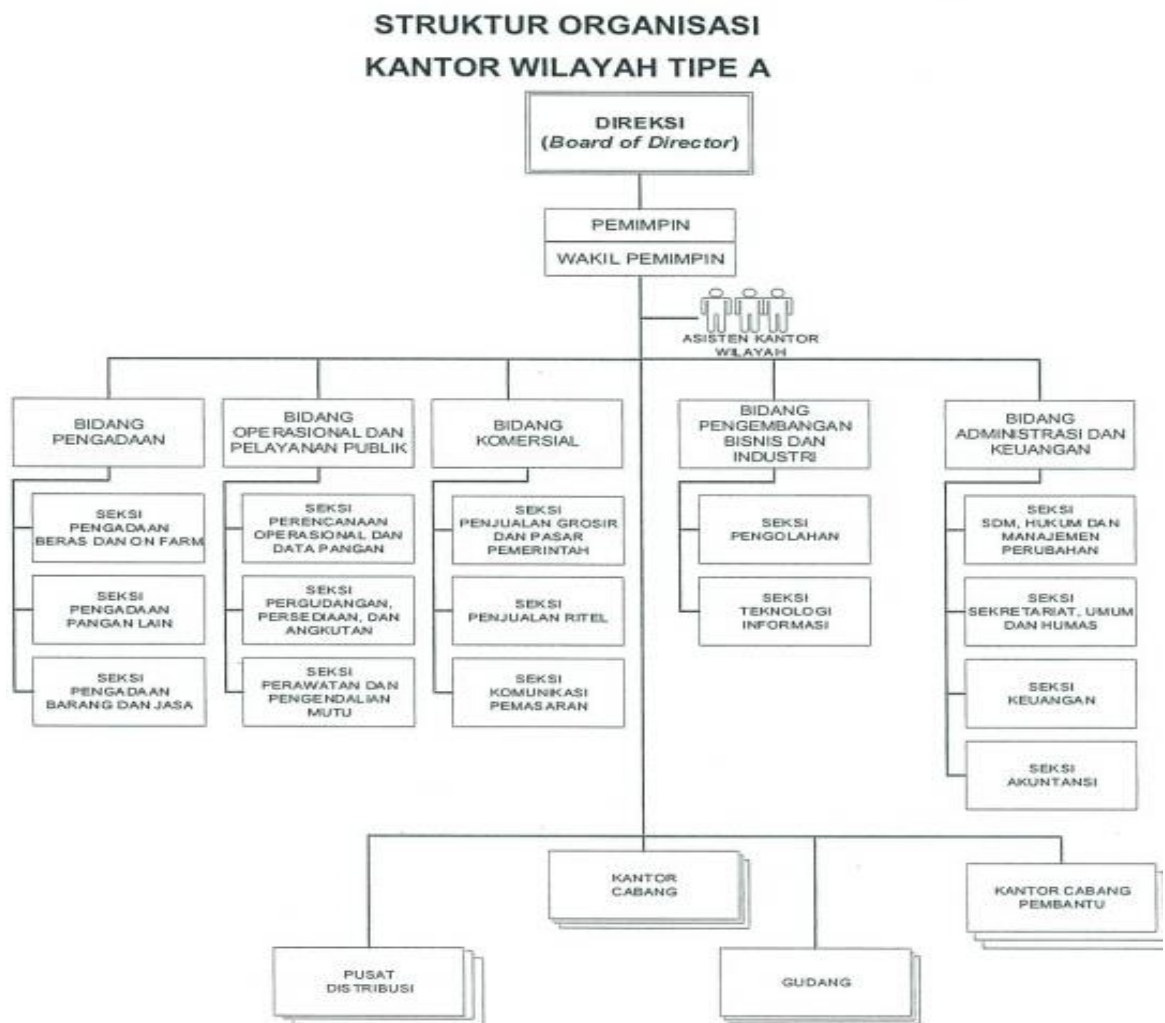 STRUKTUR ORGANISASI
KANTOR WILAYAH TIPE A
DIREKSI
(Board of Director)
PEMIMPIN
WAKIL PEMIMPIN
ASISTEN KANTOR
WILAYAH
BIDANG
PENGADAAN
SEKSI
PENGADAAN
BERAS DAN ON FARM
SEKSI
PENGADAAN
PANGAN LAIN
SEKSI
PENGADAAN
BARANG DAN JASA
BIDANG
OPERASIONAL DAN
PELAYANAN PUBLIK
SEKSI
PERENCANAAN
OPERASIONAL DAN
DATA PANGAN
SEKSI
PERGUDANGAN,
PERSEDIAAN, DAN
ANGKUTAN
SEKSI
PERAWATAN DAN
PENGENDALIAN
MUTU
BIDANG
KOMERSIAL
SEKSI
PENJUALAN GROSIR
DAN PASAR
PEMERINTAH
SEKSI
PENJUALAN RITEL
SEKSI
KOMUNIKASI
PEMASARAN
BIDANG
PENGEMBANGAN
BISNIS DAN
INDUSTRI
SEKSI
PENGOLAHAN
SEKSI
TEKNOLOGI
INFORMASI
BIDANG
ADMINISTRASI DAN
KEUANGAN
SEKSI
SDM, HUKUM DAN
MANAJEMEN
PERUBAHAN
SEKSI
SEKRETARIAT, UMUM
DAN HUMAS
SEKSI
KEUANGAN
SEKSI
AKUNTANSI
KANTOR
CABANG
KANTOR CABANG
PEMBANTU
PUSAT
DISTRIBUSI
GUDANG